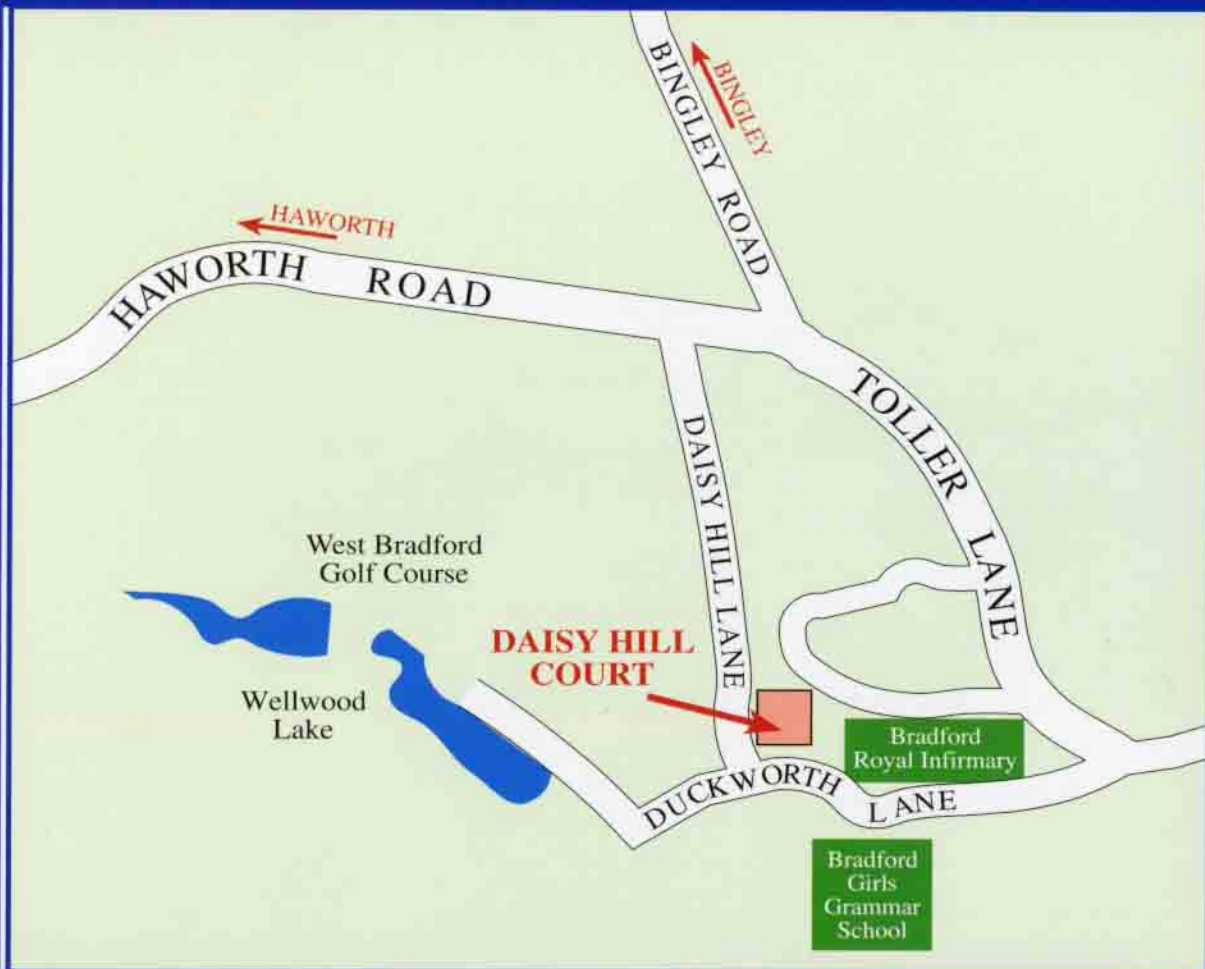 BINGLEY ROAD
BINGLEY
HAWORTH
HAWORTH ROAD
TOLLER LANE
DAISY HILL LANE
West Bradford
Golf Course
DAISY HILL
COURT
Wellwood
Lake
Bradford
Royal Infirmary
DUCKWORTH LANE
Bradford
Girls
Grammar
School